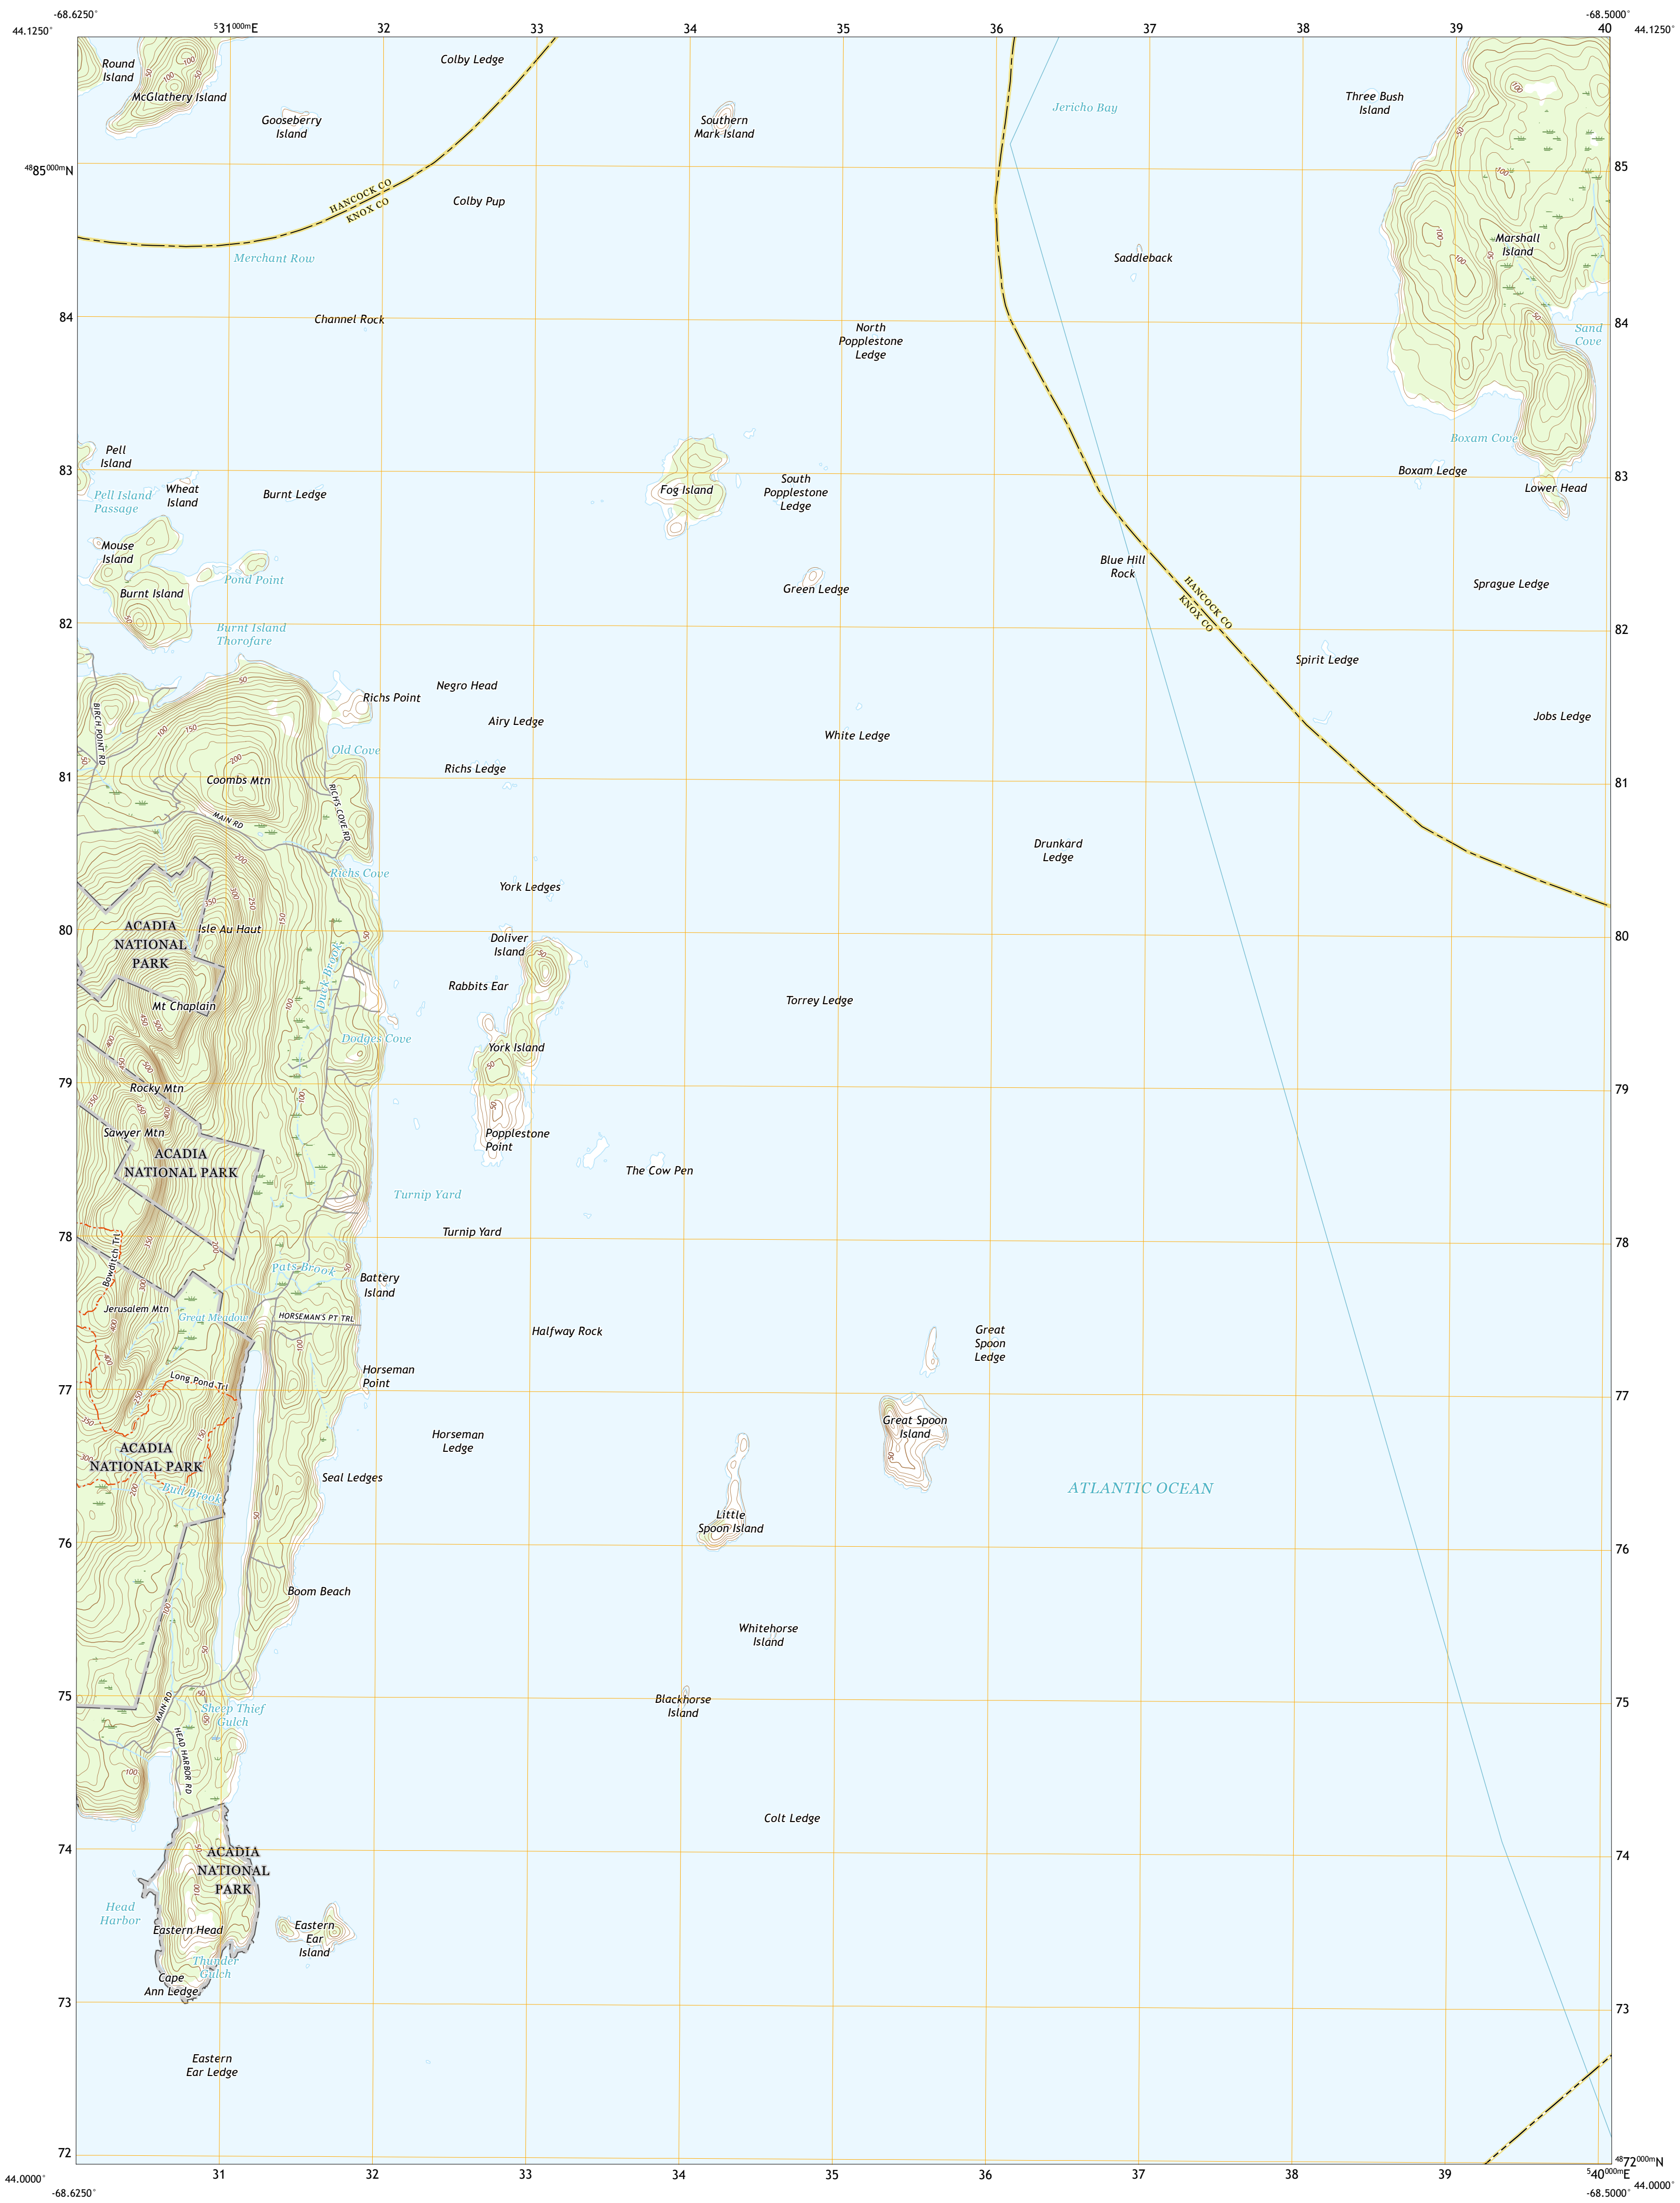 -68.6250°
-68.5000°
44.1250°
⁵31⁰⁰⁰ᵐE
32
33
34
35
36
37
38
39
40
44.1250°
Round
Island
McGlathery Island
Colby Ledge
Gooseberry
Island
Southern
Mark Island
Jericho Bay
Three Bush
Island
⁴⁸85⁰⁰⁰ᵐN
85
HANCOCK CO
KNOX CO
Colby Pup
Merchant Row
Saddleback
Marshall
Island
84
Channel Rock
North
Popplestone
Ledge
84
Sand
Cove
Boxam Cove
Pell
Island
83
Boxam Ledge
83
Lower Head
Pell Island
Passage
Wheat
Island
Burnt Ledge
Fog Island
South
Popplestone
Ledge
Mouse
Island
Pond Point
Burnt Island
Green Ledge
Blue Hill
Rock
Sprague Ledge
HANCOCK CO
KNOX CO
82
82
Burnt Island
Thorofare
Spirit Ledge
Negro Head
Richs Point
BIRCH POINT RD
Airy Ledge
White Ledge
Jobs Ledge
Old Cove
Richs Ledge
81
81
Coombs Mtn
RICH'S COVE RD
MAIN RD
Drunkard
Ledge
Richs Cove
York Ledges
ACADIA
NATIONAL
PARK
Isle Au Haut
80
80
Doliver
Island
Duck Brook
Rabbits Ear
Mt Chaplain
Torrey Ledge
Dodges Cove
York Island
79
79
Rocky Mtn
Sawyer Mtn
Popplestone
Point
ACADIA
NATIONAL PARK
The Cow Pen
Turnip Yard
Turnip Yard
78
78
Bowditch Trl
Pats Brook
Battery
Island
Jerusalem Mtn
Great Meadow
HORSEMAN'S PT TRL
Halfway Rock
Great
Spoon
Ledge
Horseman
Point
Long Pond Trl
77
77
Great Spoon
Island
Horseman
Ledge
ACADIA
NATIONAL PARK
Seal Ledges
Bull Brook
ATLANTIC OCEAN
Little
Spoon Island
76
76
Boom Beach
Whitehorse
Island
75
75
Blackhorse
Island
MAIN RD
Sheep Thief
Gulch
HEAD HARBOR RD
Colt Ledge
74
74
ACADIA
NATIONAL
PARK
Head
Harbor
Eastern Head
Eastern
Ear
Island
Thunder
Gulch
Cape
Ann Ledge
73
73
Eastern
Ear Ledge
72
⁴⁸72⁰⁰⁰ᵐN
44.0000°
31
32
33
34
35
36
37
38
39
⁵40⁰⁰⁰ᵐE
44.0000°
-68.6250°
-68.5000°